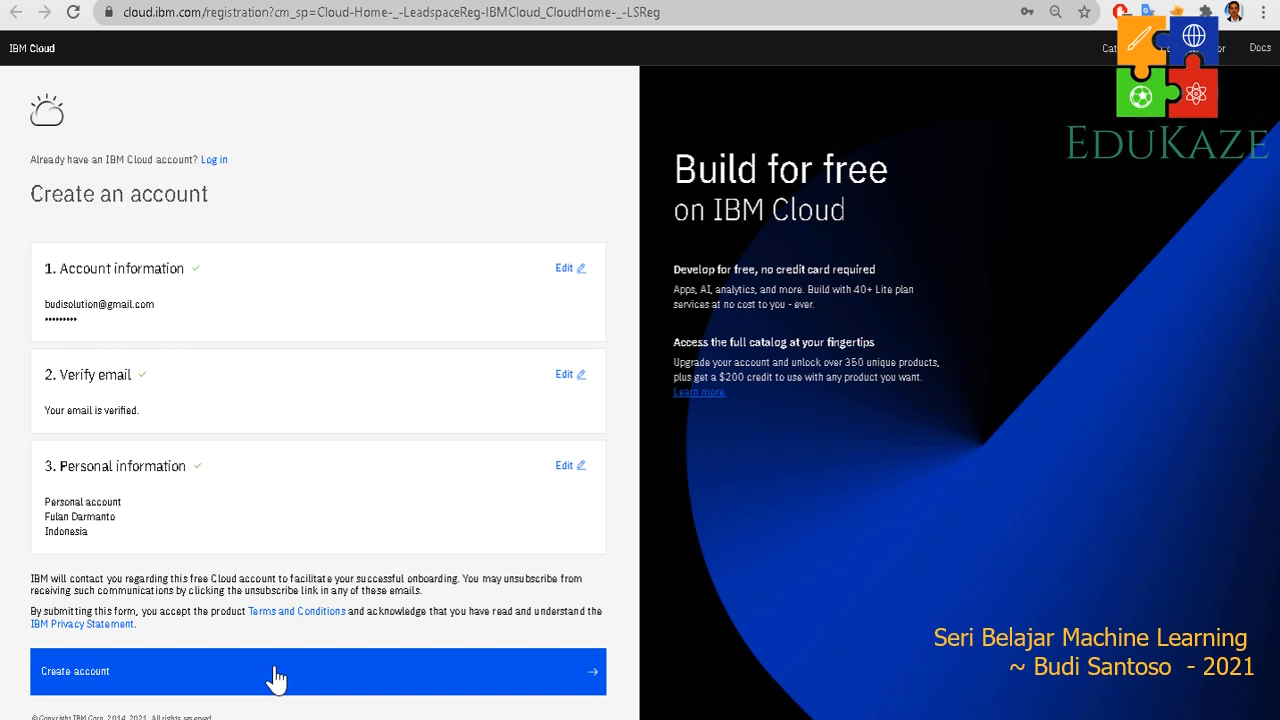 cloud.ibm.com/registration?cm_sp=Cloud-Home-_-LeadspaceReg-IBMCloud_CloudHome-_-LSReg
IBM Cloud
Docs
EDUKAZE
Already have an IBM Cloud account? Log in
Create an account
1. Account information
Edit
budisolution@gmail.com
•••••••••
2. Verify email
Edit
Your email is verified.
3. Personal information
Edit
Personal account
Fulan Darmanto
Indonesia
IBM will contact you regarding this free Cloud account to facilitate your successful onboarding. You may unsubscribe from
receiving such communications by clicking the unsubscribe link in any of these emails.
By submitting this form, you accept the product Terms and Conditions and acknowledge that you have read and understand the
IBM Privacy Statement.
Create account
© Copyright IBM Corp. 2014, 2021. All rights reserved.
Build for free
on IBM Cloud
Develop for free, no credit card required
Apps, AI, analytics, and more. Build with 40+ Lite plan
services at no cost to you - ever.
Access the full catalog at your fingertips
Upgrade your account and unlock over 350 unique products,
plus get a $200 credit to use with any product you want.
Learn more.
Seri Belajar Machine Learning
~ Budi Santoso - 2021